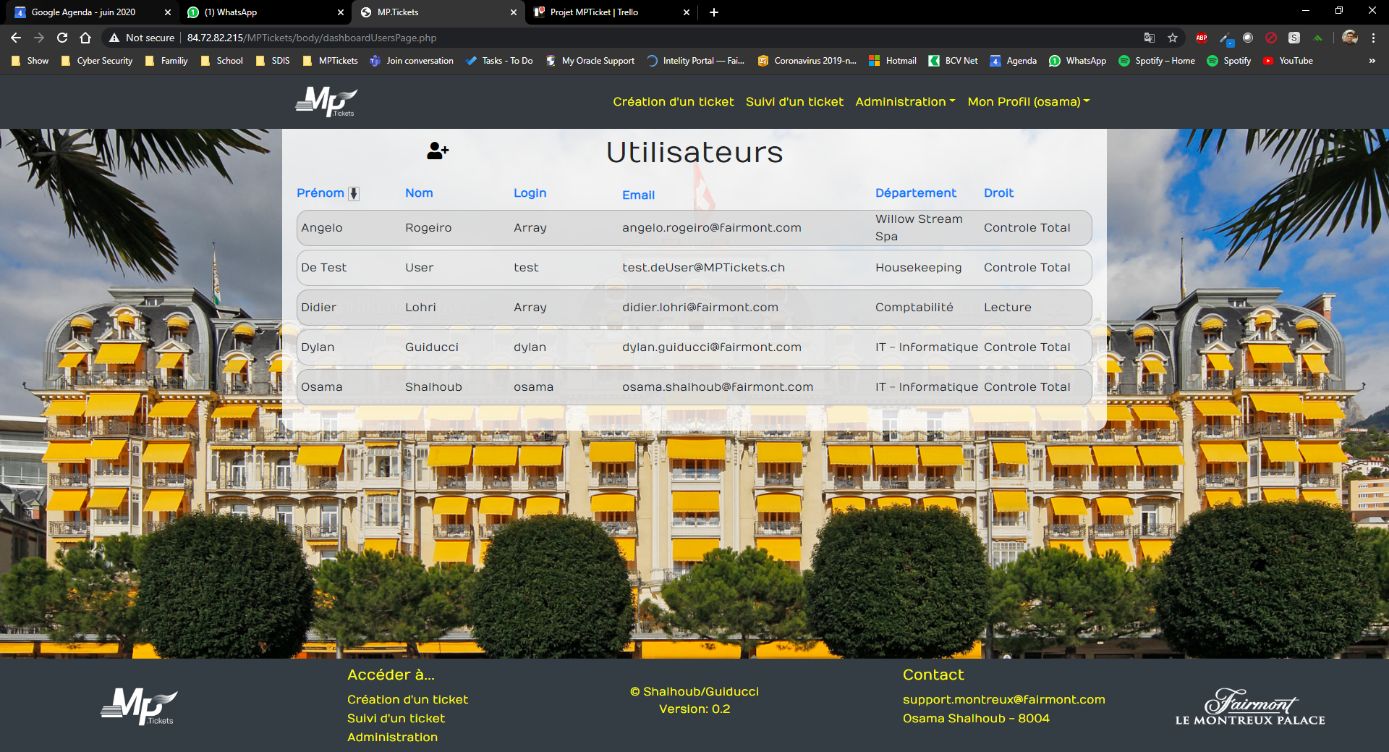 Google Agenda - juin 2020
(1) WhatsApp
MP.Tickets
Projet MPTicket | Trello
Not secure | 84.72.82.215/MPTickets/body/dashboardUsersPage.php
ABP
S
Show Cyber Security Familiy School SDIS MPTickets Join conversation Tasks - To Do My Oracle Support Intelity Portal — Fai... Coronavirus 2019-n... Hotmail BCV Net Agenda WhatsApp Spotify – Home Spotify YouTube »
Mp.Tickets Création d'un ticket Suivi d'un ticket Administration Mon Profil (osama)
Utilisateurs
Prénom Nom Login Email Département Droit
Angelo Rogeiro Array angelo.rogeiro@fairmont.com Willow Stream Spa Controle Total
De Test User test test.deUser@MPTickets.ch Housekeeping Controle Total
Didier Lohri Array didier.lohri@fairmont.com Comptabilité Lecture
Dylan Guiducci dylan dylan.guiducci@fairmont.com IT - Informatique Controle Total
Osama Shalhoub osama osama.shalhoub@fairmont.com IT - Informatique Controle Total
Mp.Tickets
Accéder à...
Création d'un ticket
Suivi d'un ticket
Administration
© Shalhoub/Guiducci
Version: 0.2
Contact
support.montreux@fairmont.com
Osama Shalhoub - 8004
Fairmont
LE MONTREUX PALACE